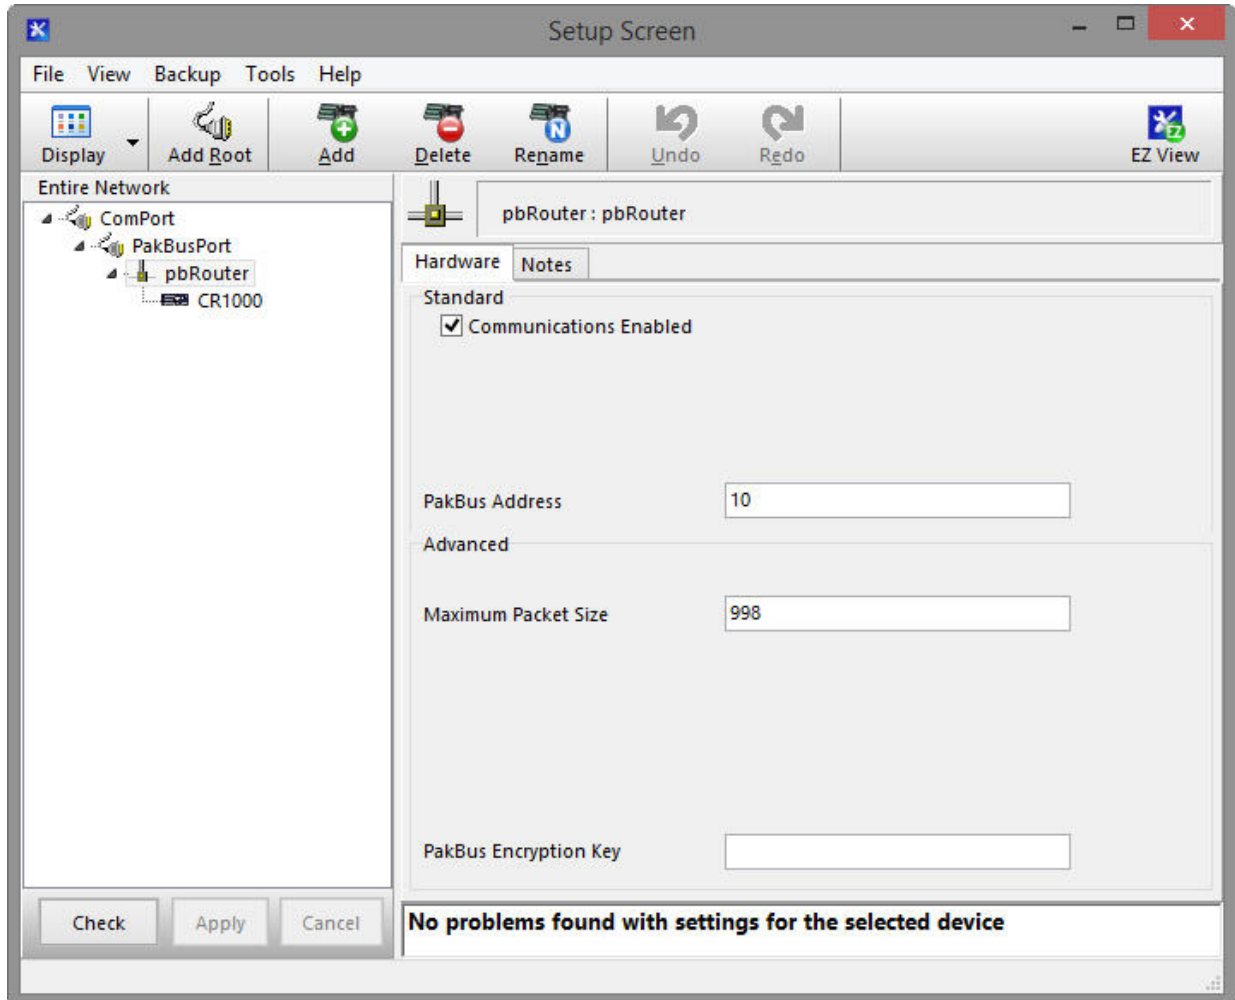 Setup Screen
File View Backup Tools Help
Display Add Root Add Delete Rename Undo Redo EZ View
Entire Network
ComPort
PakBusPort
pbRouter
CR1000
pbRouter : pbRouter
Hardware Notes
Standard
Communications Enabled
PakBus Address 10
Advanced
Maximum Packet Size 998
PakBus Encryption Key
Check Apply Cancel
No problems found with settings for the selected device